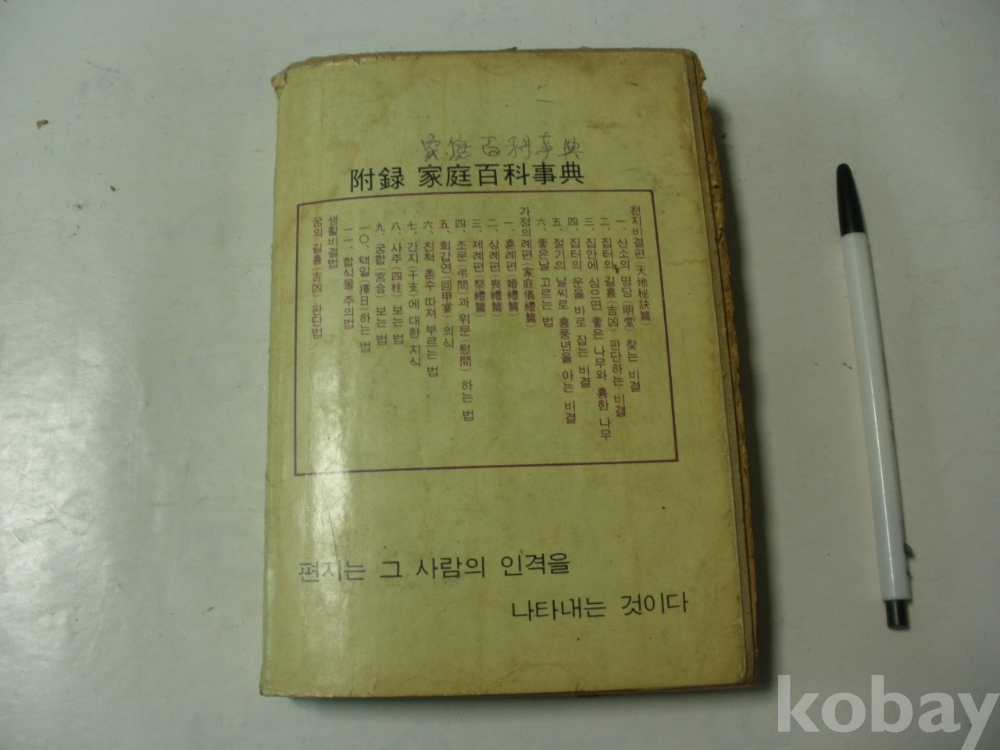 家庭百科事典
附録 家庭百科事典
천지비결편(天地秘訣篇)
一、산소의 명당(明堂) 찾는 비결
二、집터의 길흉(吉凶) 판단하는 비결
三、집안에 심으면 좋은 나무와 흉한 나무
四、집터의 운을 바로 잡는 비결
五、절기의 날씨로 흉풍년을 아는 비결
六、좋은날 고르는 법
가정의례편(家庭儀禮篇)
一、혼례편(婚禮篇)
二、상례편(喪禮篇)
三、제례편(祭禮篇)
四、조문(弔問)과 위문(慰問)하는 법
五、회갑연(回甲宴) 의식
六、친척 촌수 따져 부르는 법
七、간지(干支)에 대한 지식
八、사주(四柱) 보는 법
九、궁합(宮合) 보는 법
一〇、택일(擇日)하는 법
一一、합식물 주의법
생활비결법
꿈의 길흉(吉凶) 판단법
편지는 그 사람의 인격을
나타내는 것이다
kobay